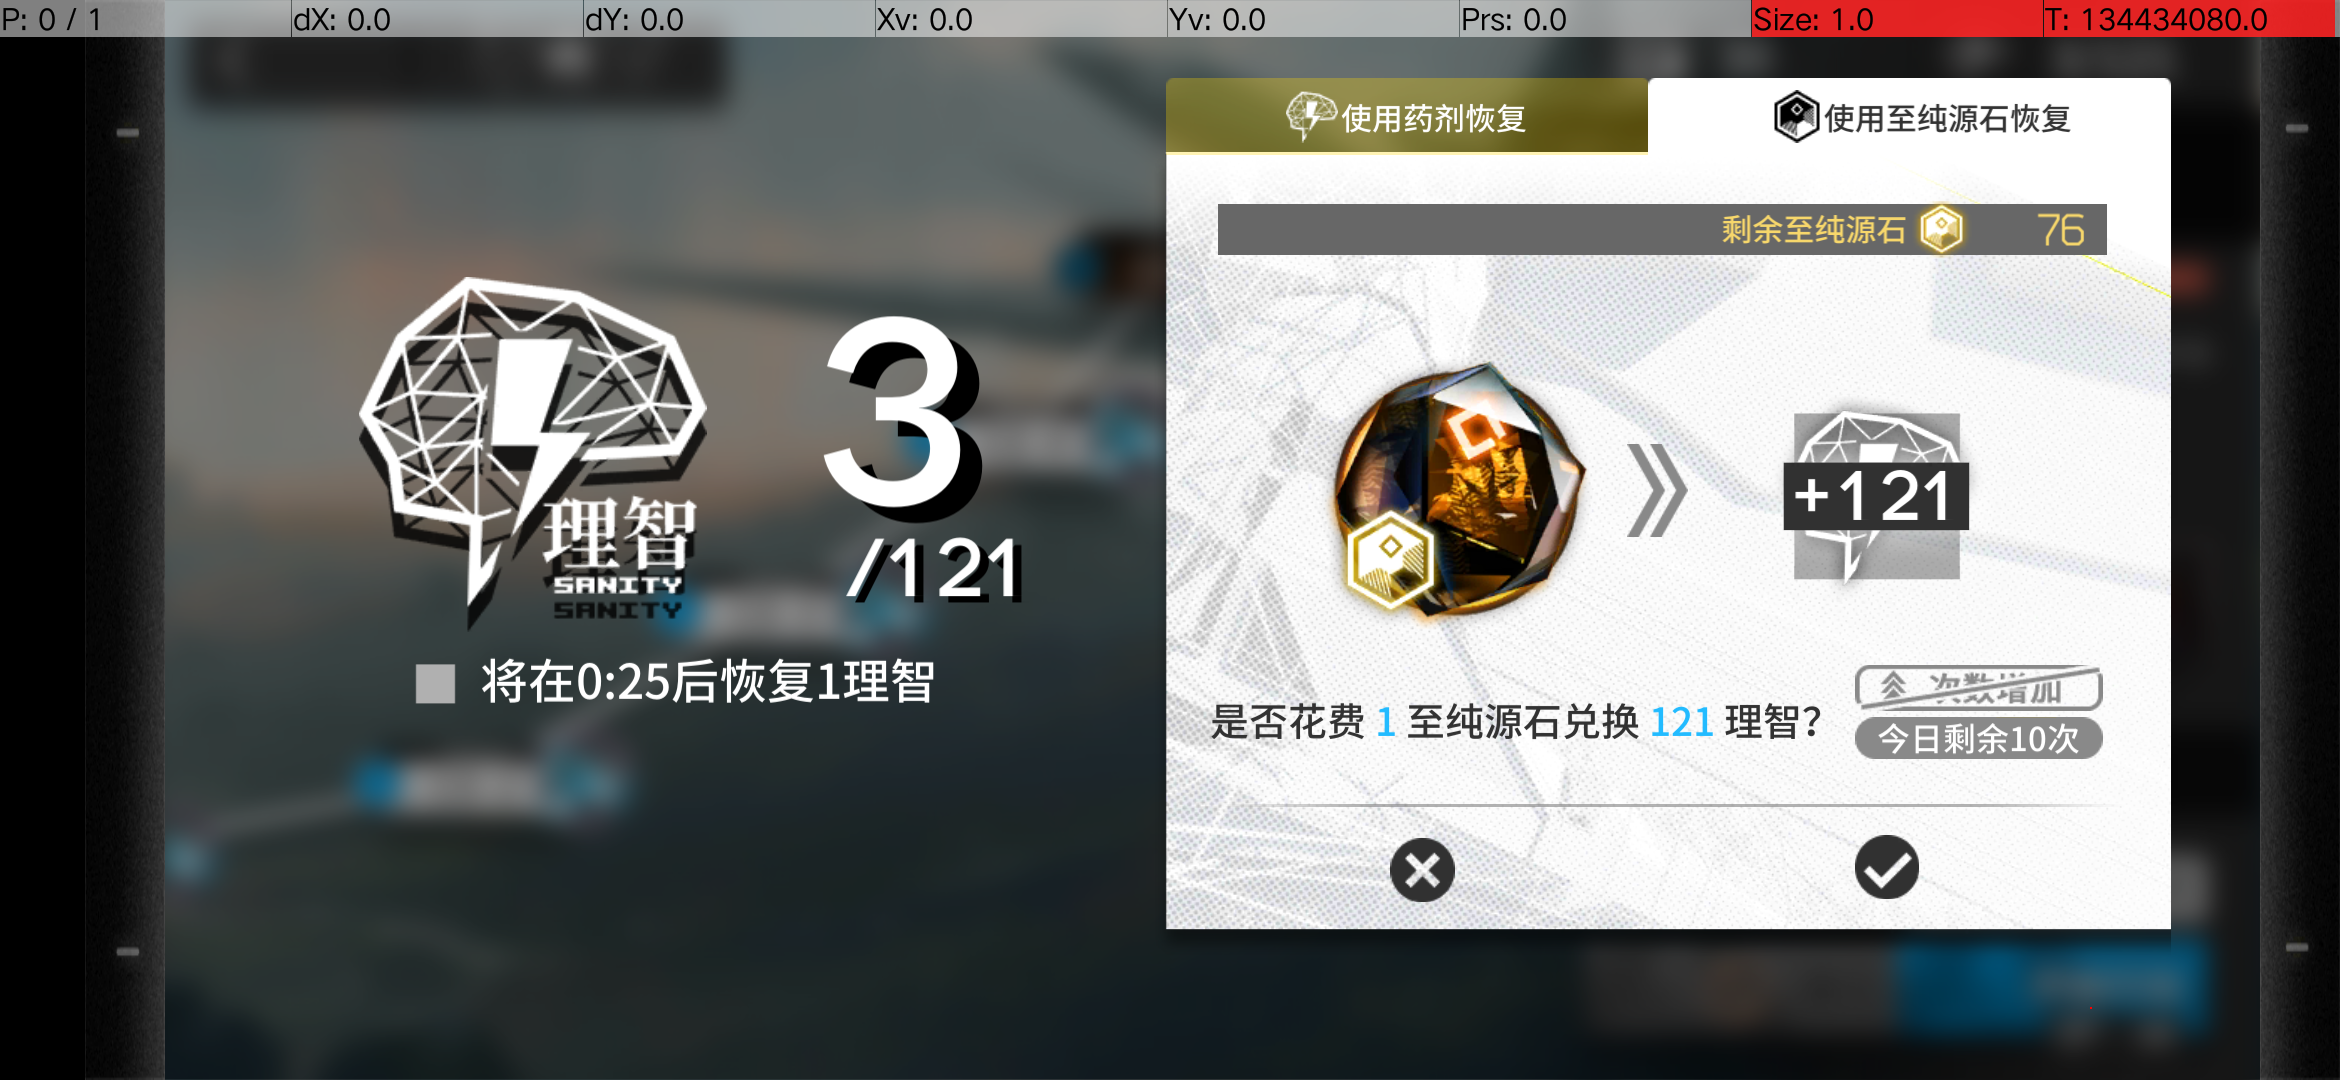 P: 0 / 1 dX: 0.0 dY: 0.0 Xv: 0.0 Yv: 0.0 Prs: 0.0 Size: 1.0 T: 134434080.0
使用药剂恢复 使用至纯源石恢复
剩余至纯源石 76
3
/121
理智
SANITY
+121
将在0:25后恢复1理智
次数增加
是否花费 1 至纯源石兑换 121 理智?
今日剩余10次